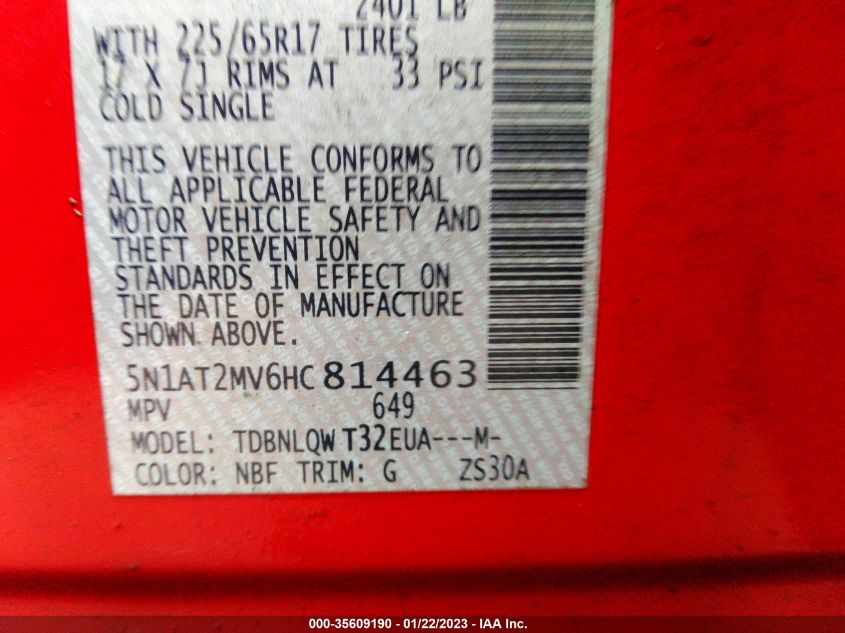 2401 LB
WITH 225/65R17 TIRES
17 X 7J RIMS AT 33 PSI
COLD SINGLE
THIS VEHICLE CONFORMS TO
ALL APPLICABLE FEDERAL
MOTOR VEHICLE SAFETY AND
THEFT PREVENTION
STANDARDS IN EFFECT ON
THE DATE OF MANUFACTURE
SHOWN ABOVE.
5N1AT2MV6HC814463
MPV 649
MODEL: TDBNLQW T32EUA---M-
COLOR: NBF TRIM: G ZS30A
000-35609190 - 01/22/2023 - IAA Inc.